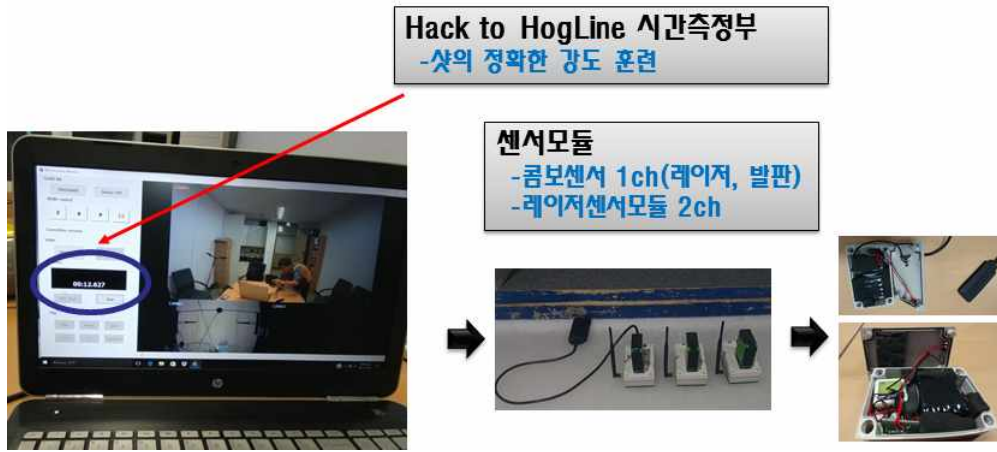 Hack to HogLine 시간측정부
-샷의 정확한 강도 훈련
센서모듈
-콤보센서 1ch(레이저, 발판)
-레이저센서모듈 2ch
00:12.627
hp